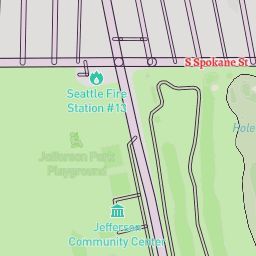 S Spokane St
Seattle Fire
Station #13
Hole
Jefferson Park
Playground
Jefferson
Community Center